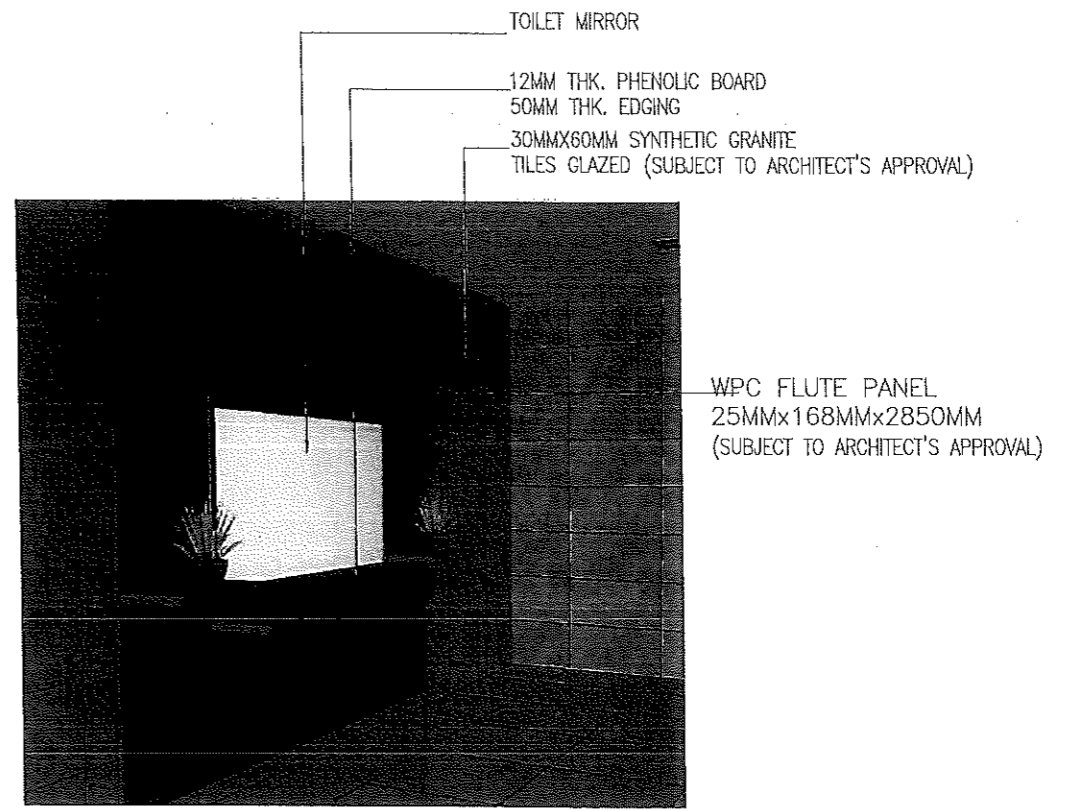 TOILET MIRROR
12MM THK. PHENOLIC BOARD
50MM THK. EDGING
30MMX60MM SYNTHETIC GRANITE
TILES GLAZED (SUBJECT TO ARCHITECT'S APPROVAL)
WPC FLUTE PANEL
25MMx168MMx2850MM
(SUBJECT TO ARCHITECT'S APPROVAL)